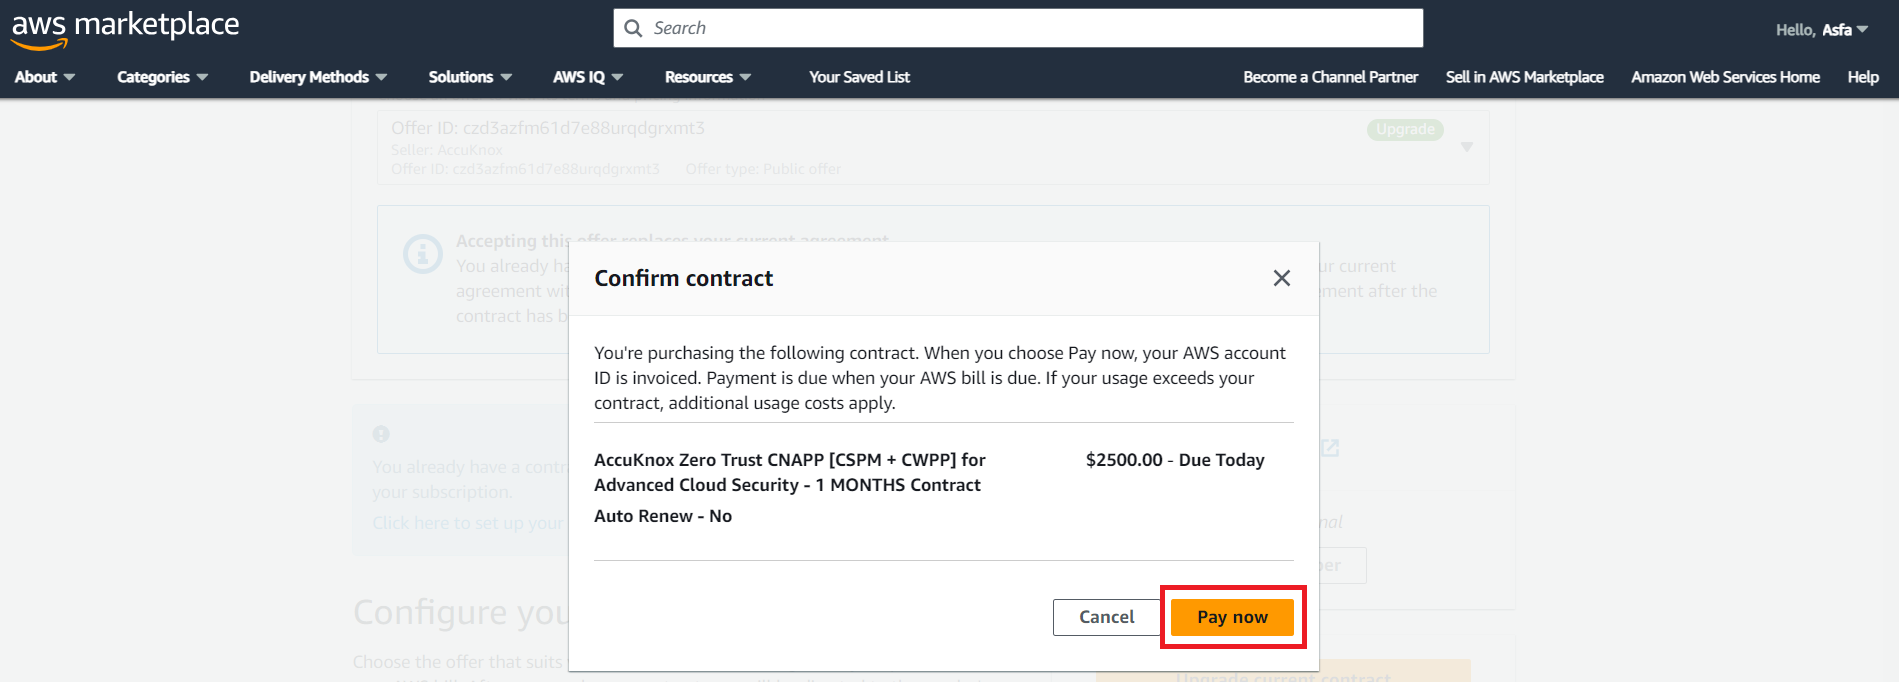 aws marketplace
Search
Hello, Asfa
About
Categories
Delivery Methods
Solutions
AWS IQ
Resources
Your Saved List
Become a Channel Partner
Sell in AWS Marketplace
Amazon Web Services Home
Help
Offer ID: czd3azfm61d7e88urqdgrxmt3
Upgrade
Seller: AccuKnox
Offer ID: czd3azfm61d7e88urqdgrxmt3 Offer type: Public offer
Accepting this offer replaces your current agreement
You already ha
ur current
agreement wit
ement after the
contract has b
Confirm contract
You're purchasing the following contract. When you choose Pay now, your AWS account
ID is invoiced. Payment is due when your AWS bill is due. If your usage exceeds your
contract, additional usage costs apply.
AccuKnox Zero Trust CNAPP [CSPM + CWPP] for
Advanced Cloud Security - 1 MONTHS Contract
$2500.00 - Due Today
Auto Renew - No
Cancel
Pay now
You already have a contra
your subscription.
Click here to set up your
nal
ber
Configure you
Choose the offer that suits
Upgrade current contract